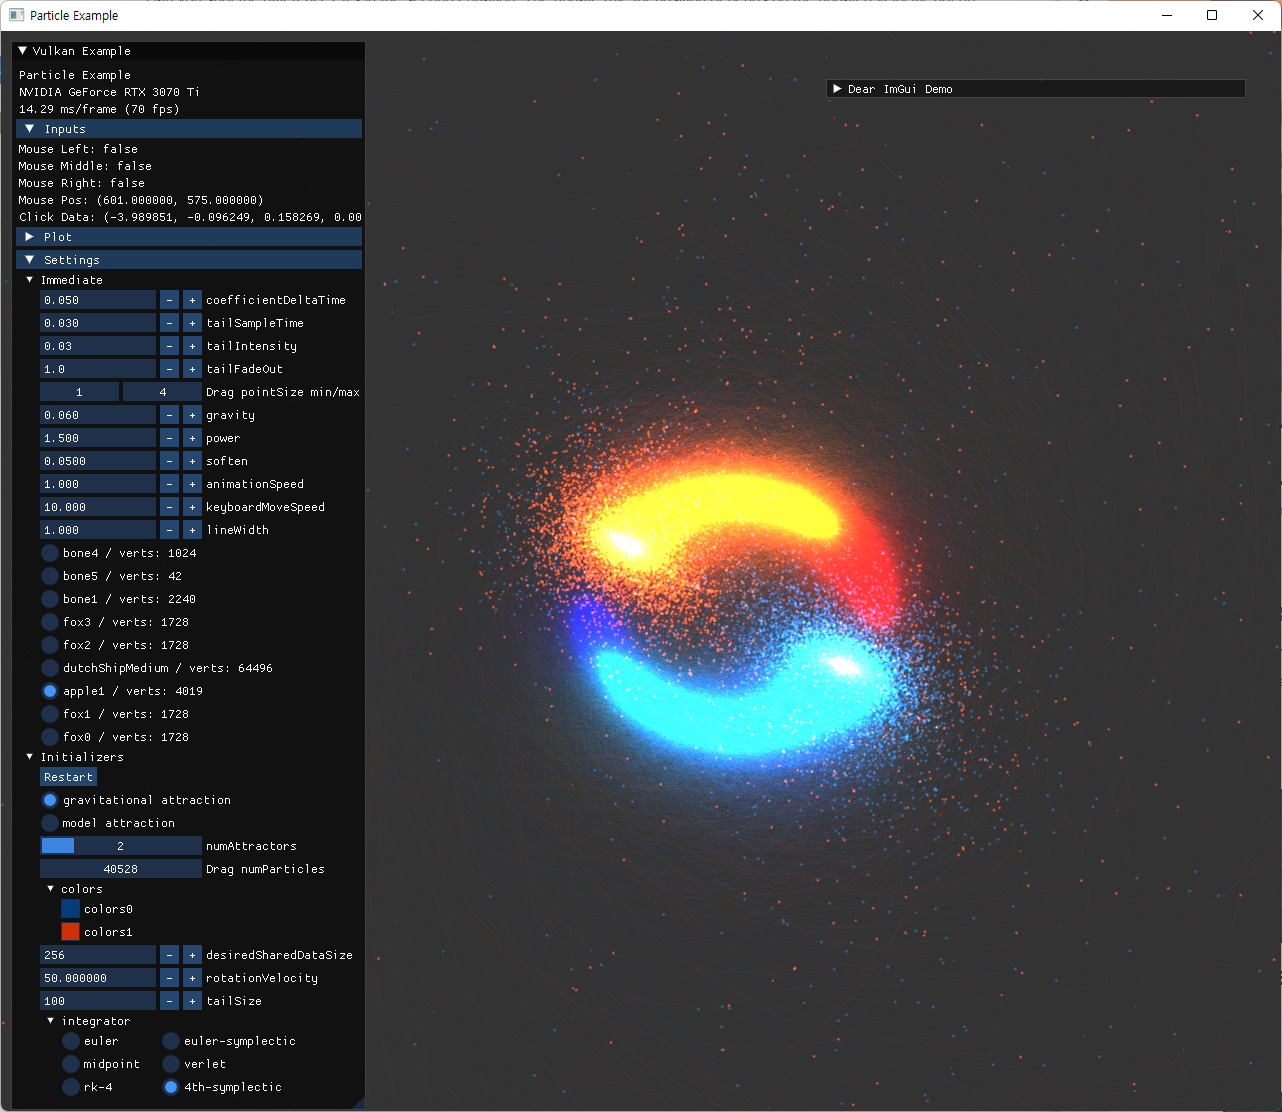 Particle Example
Vulkan Example
Particle Example
NVIDIA GeForce RTX 3070 Ti
14.29 ms/frame (70 fps)
Inputs
Mouse Left: false
Mouse Middle: false
Mouse Right: false
Mouse Pos: (601.000000, 575.000000)
Click Data: (-3.989851, -0.096249, 0.158269, 0.00
Plot
Settings
Immediate
0.050 - + coefficientDeltaTime
0.030 - + tailSampleTime
0.03 - + tailIntensity
1.0 - + tailFadeOut
1 4 Drag pointSize min/max
0.060 - + gravity
1.500 - + power
0.0500 - + soften
1.000 - + animationSpeed
10.000 - + keyboardMoveSpeed
1.000 - + lineWidth
bone4 / verts: 1024
bone5 / verts: 42
bone1 / verts: 2240
fox3 / verts: 1728
fox2 / verts: 1728
dutchShipMedium / verts: 64496
apple1 / verts: 4019
fox1 / verts: 1728
fox0 / verts: 1728
Initializers
Restart
gravitational attraction
model attraction
2 numAttractors
40528 Drag numParticles
colors
colors0
colors1
256 - + desiredSharedDataSize
50.000000 - + rotationVelocity
100 - + tailSize
integrator
euler euler-symplectic
midpoint verlet
rk-4 4th-symplectic
Dear ImGui Demo